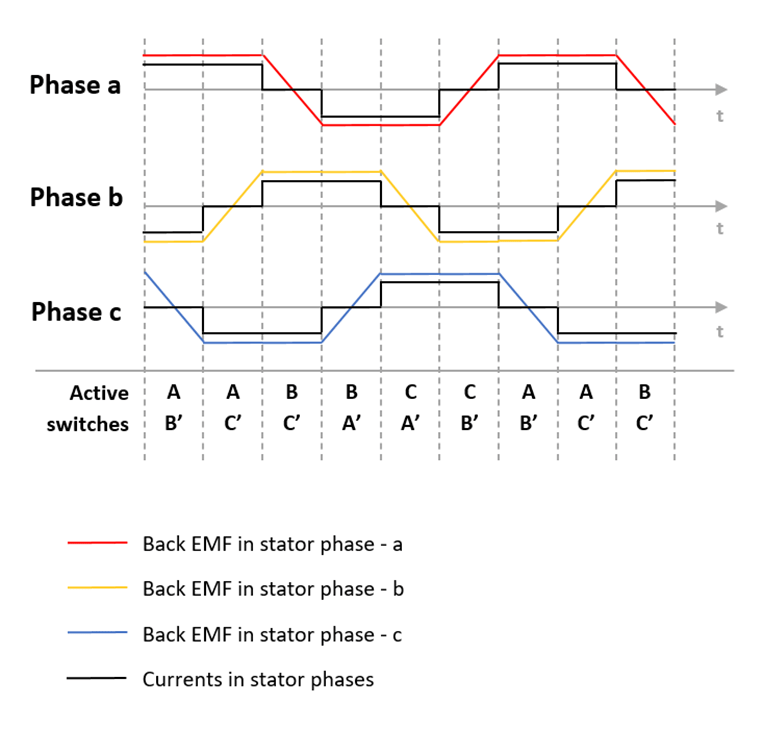 Phase a
t
Phase b
t
Phase c
t
Active A A B B C C A A B
switches B’ C’ C’ A’ A’ B’ B’ C’ C’
Back EMF in stator phase - a
Back EMF in stator phase - b
Back EMF in stator phase - c
Currents in stator phases